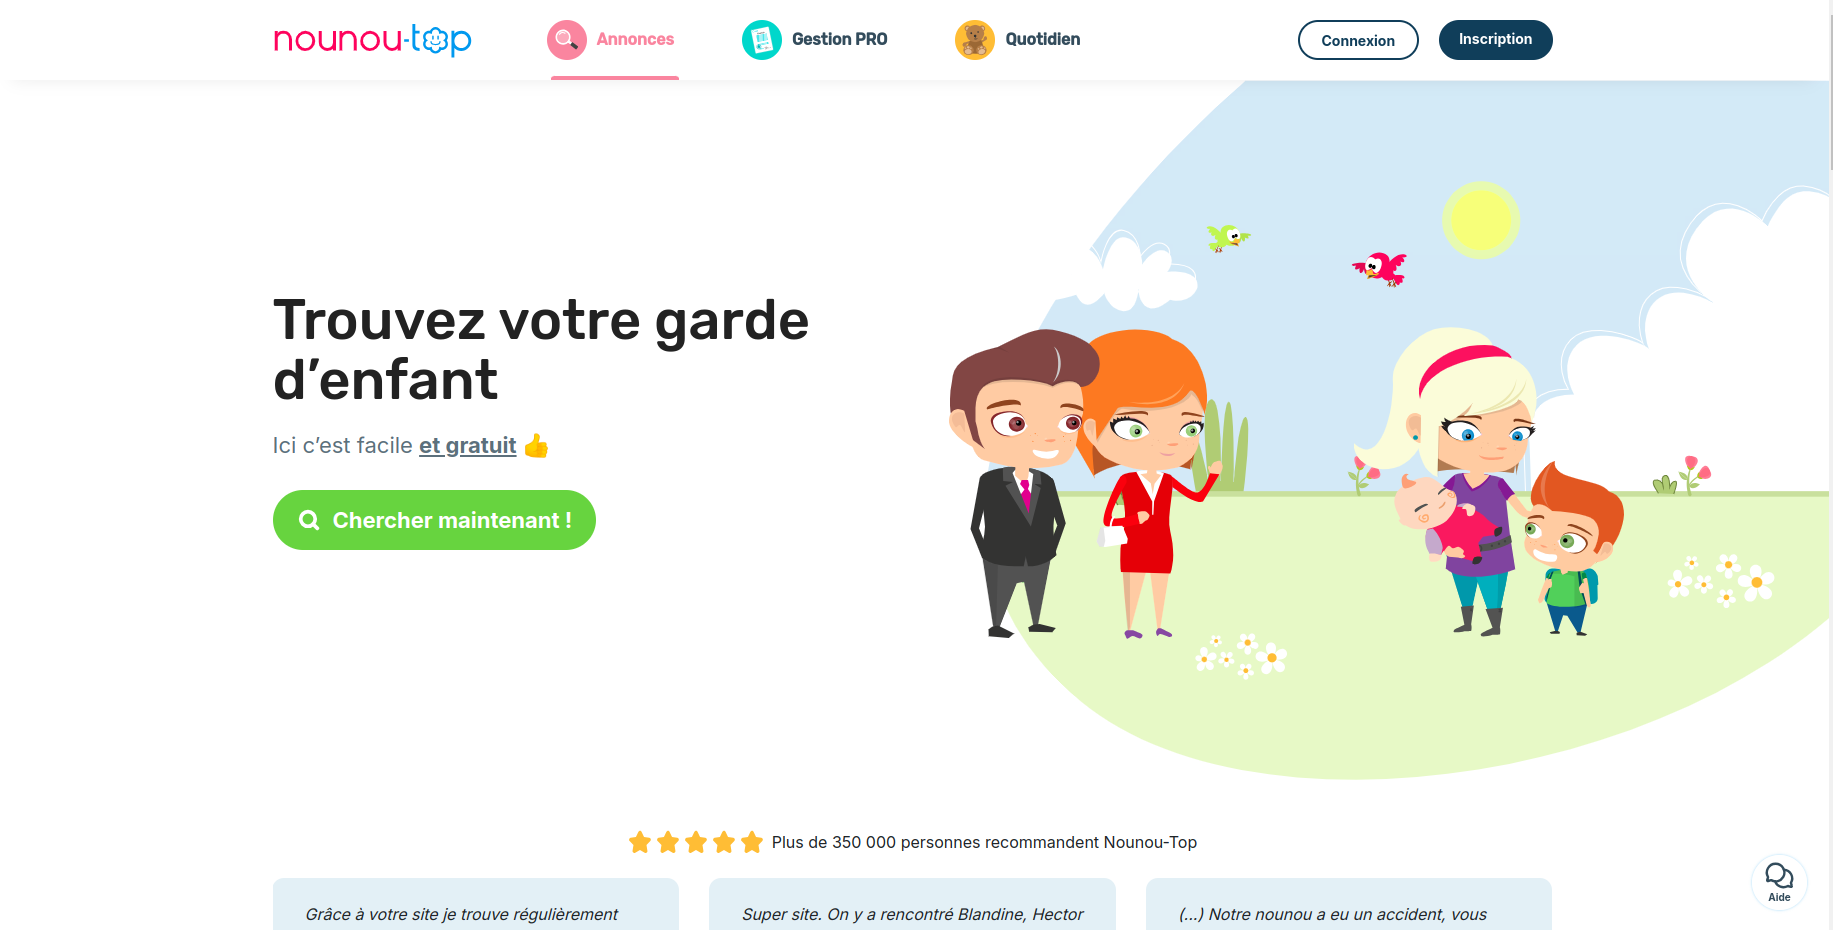 nounou-top
Annonces
Gestion PRO
Quotidien
Connexion
Inscription
Trouvez votre garde
d’enfant
Ici c’est facile et gratuit 👍
Chercher maintenant !
Plus de 350 000 personnes recommandent Nounou-Top
Grâce à votre site je trouve régulièrement
Super site. On y a rencontré Blandine, Hector
(...) Notre nounou a eu un accident, vous
Aide